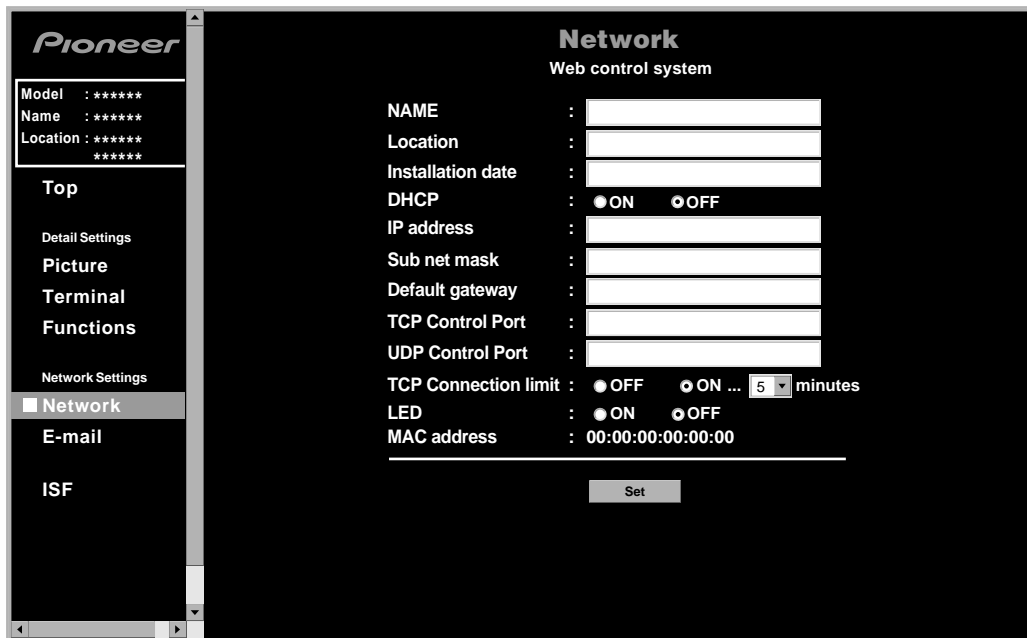 Pioneer
Model : ******
Name : ******
Location : ******
******
Top
Detail Settings
Picture
Terminal
Functions
Network Settings
Network
E-mail
ISF
Network
Web control system
NAME :
Location :
Installation date :
DHCP : ON OFF
IP address :
Sub net mask :
Default gateway :
TCP Control Port :
UDP Control Port :
TCP Connection limit : OFF ON ... 5 minutes
LED : ON OFF
MAC address : 00:00:00:00:00:00
Set